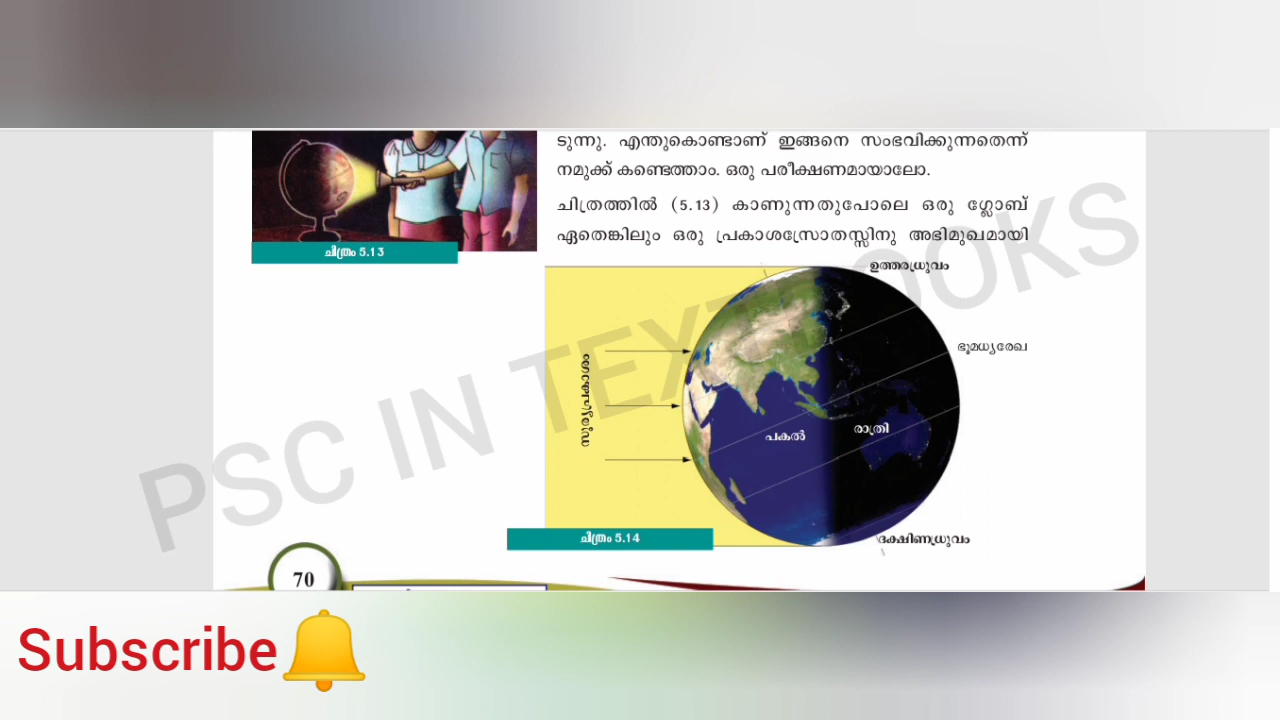 ടുന്നു. എന്തുകൊണ്ടാണ് ഇങ്ങനെ സംഭവിക്കുന്നതെന്ന്
നമുക്ക് കണ്ടെത്താം. ഒരു പരീക്ഷണമായാലോ.
ചിത്രത്തിൽ (5.13) കാണുന്നതുപോലെ ഒരു ഗ്ലോബ്
ഏതെങ്കിലും ഒരു പ്രകാശസ്രോതസ്സിനു അഭിമുഖമായി
ചിത്രം 5.13
ഉത്തരധ്രുവം
ഭൂമധ്യരേഖ
സൂര്യപ്രകാശം
പകൽ
രാത്രി
ദക്ഷിണധ്രുവം
ചിത്രം 5.14
70
PSC IN TEXTBOOKS
Subscribe